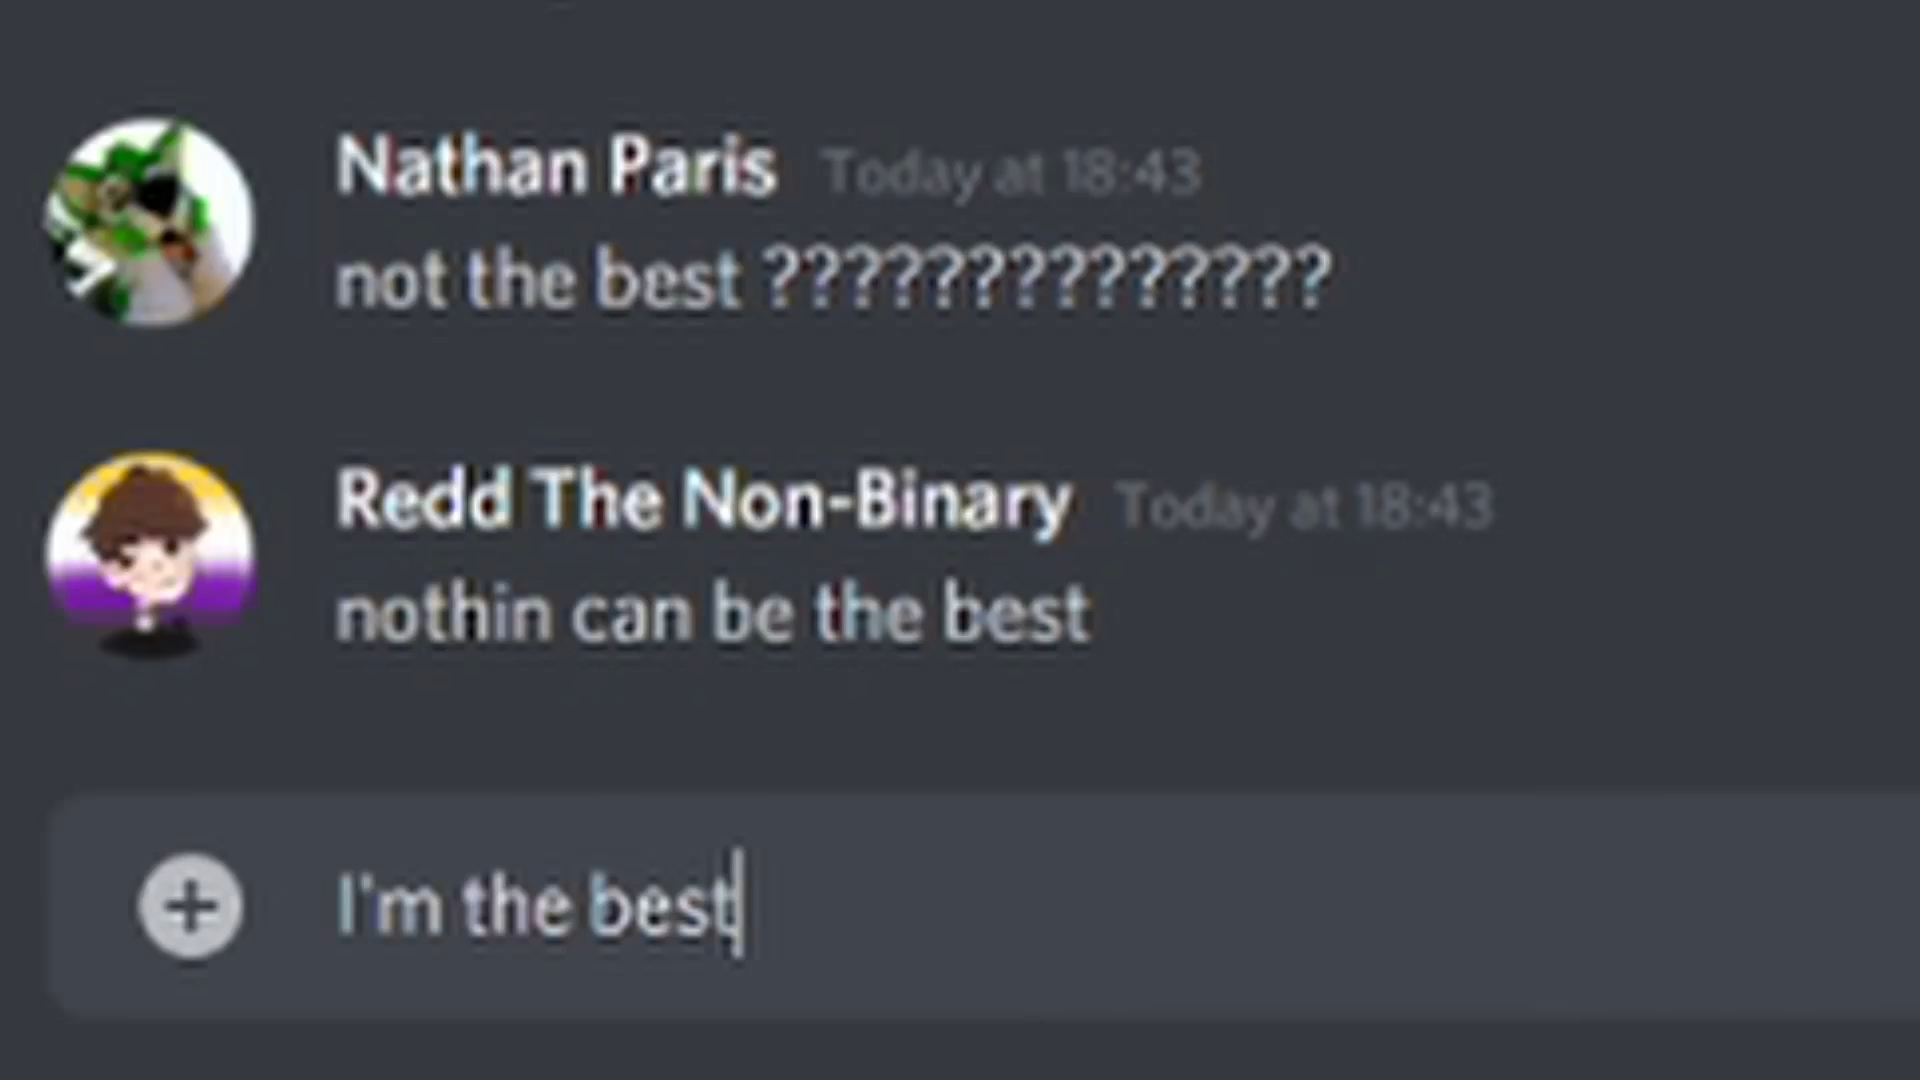 Nathan Paris Today at 18:43
not the best ??????????????
Redd The Non-Binary Today at 18:43
nothin can be the best
I'm the best